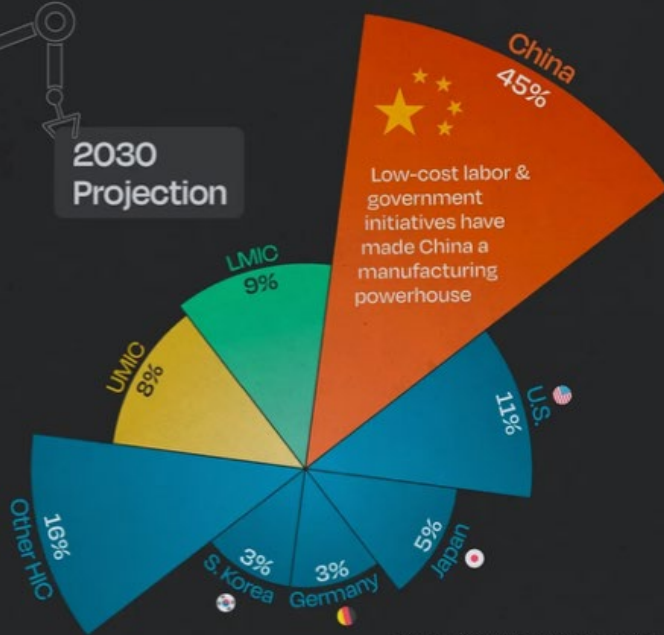 2030
Projection
China
45%
Low-cost labor &
government
initiatives have
made China a
manufacturing
powerhouse
LMIC
9%
UMIC
8%
U.S.
11%
Other HIC
16%
S. Korea
3%
Germany
3%
Japan
5%